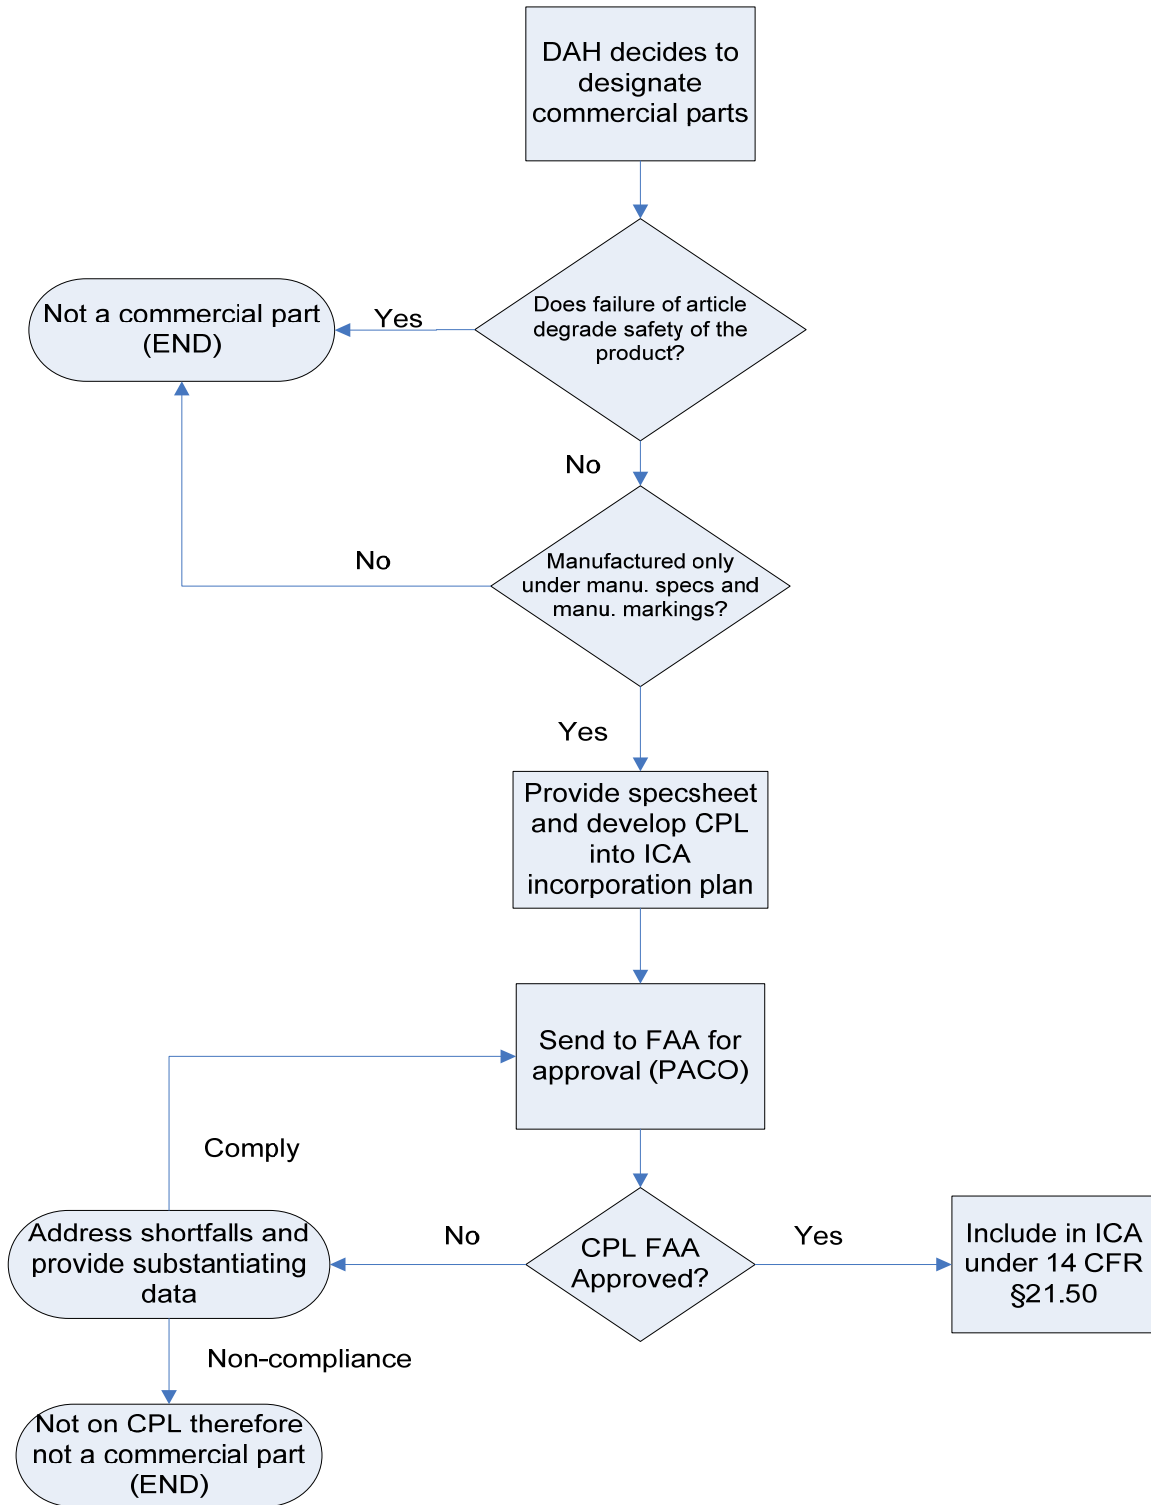 DAH decides to
designate
commercial parts
Does failure of article
degrade safety of the
product?
Yes
Not a commercial part
(END)
No
Manufactured only
under manu. specs and
manu. markings?
No
Yes
Provide specsheet
and develop CPL
into ICA
incorporation plan
Send to FAA for
approval (PACO)
Comply
CPL FAA
Approved?
No
Yes
Address shortfalls and
provide substantiating
data
Include in ICA
under 14 CFR
§21.50
Non-compliance
Not on CPL therefore
not a commercial part
(END)